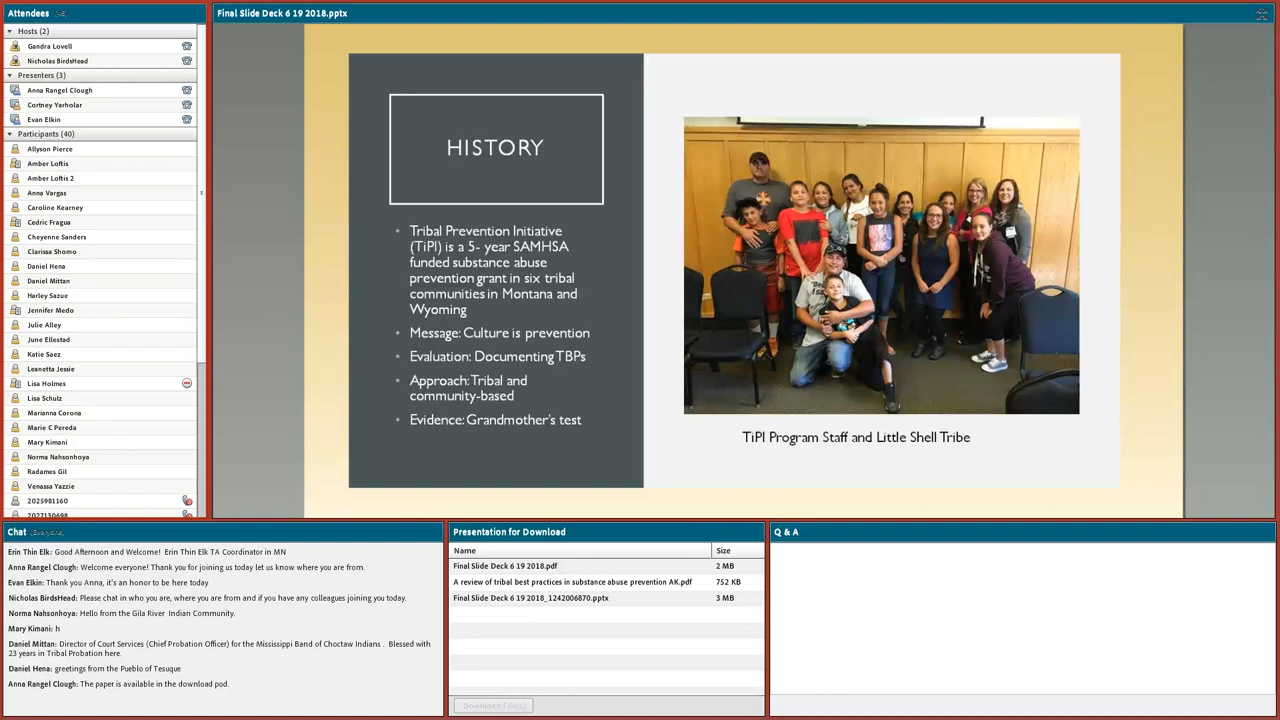 Attendees (45)
Hosts (2)
Gandra Lovell
Nicholas BirdsHead
Presenters (3)
Anna Rangel Clough
Cortney Yarholar
Evan Elkin
Participants (40)
Allyson Pierce
Amber Loftis
Amber Loftis 2
Anna Vargas
Caroline Kearney
Cedric Fragua
Cheyenne Sanders
Clarissa Shomo
Daniel Hena
Daniel Mittan
Harley Sazue
Jennifer Medo
Julie Alley
June Ellestad
Katie Saez
Leanetta Jessie
Lisa Holmes
Lisa Schulz
Marianna Corona
Marie C Pereda
Mary Kimani
Norma Nahsonhoya
Radames Gil
Venassa Yazzie
2025981160
2027130698
Final Slide Deck 6 19 2018.pptx
HISTORY
• Tribal Prevention Initiative
(TiPI) is a 5- year SAMHSA
funded substance abuse
prevention grant in six tribal
communities in Montana and
Wyoming
• Message: Culture is prevention
• Evaluation: Documenting TBPs
• Approach: Tribal and
community-based
• Evidence: Grandmother's test
TiPI Program Staff and Little Shell Tribe
Chat (Everyone)
Erin Thin Elk: Good Afternoon and Welcome! Erin Thin Elk TA Coordinator in MN
Anna Rangel Clough: Welcome everyone! Thank you for joining us today let us know where you are from.
Evan Elkin: Thank you Anna, it's an honor to be here today
Nicholas BirdsHead: Please chat in who you are, where you are from and if you have any colleagues joining you today.
Norma Nahsonhoya: Hello from the Gila River Indian Community.
Mary Kimani: h
Daniel Mittan: Director of Court Services (Chief Probation Officer) for the Mississippi Band of Choctaw Indians . Blessed with
23 years in Tribal Probation here.
Daniel Hena: greetings from the Pueblo of Tesuque
Anna Rangel Clough: The paper is available in the download pod.
Presentation for Download
Name Size
Final Slide Deck 6 19 2018.pdf 2 MB
A review of tribal best practices in substance abuse prevention AK.pdf 752 KB
Final Slide Deck 6 19 2018_1242006870.pptx 3 MB
Download File(s)
Q & A